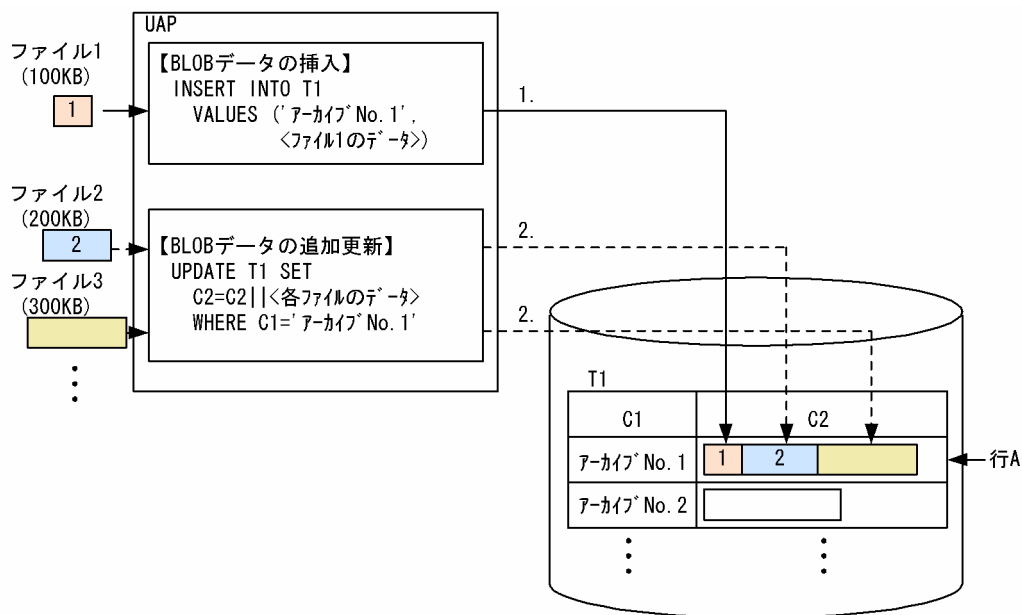 UAP
ファイル1
(100KB)
1
【BLOBデータの挿入】
INSERT INTO T1
VALUES ('ｱｰｶｲﾌﾞNo.1',
<ﾌｧｲﾙ1のﾃﾞｰﾀ>)
1.
ファイル2
(200KB)
2
【BLOBデータの追加更新】
UPDATE T1 SET
C2=C2||<各ﾌｧｲﾙのﾃﾞｰﾀ>
WHERE C1='ｱｰｶｲﾌﾞNo.1'
2.
ファイル3
(300KB)
2.
T1
C1
C2
ｱｰｶｲﾌﾞNo.1
1
2
行A
ｱｰｶｲﾌﾞNo.2